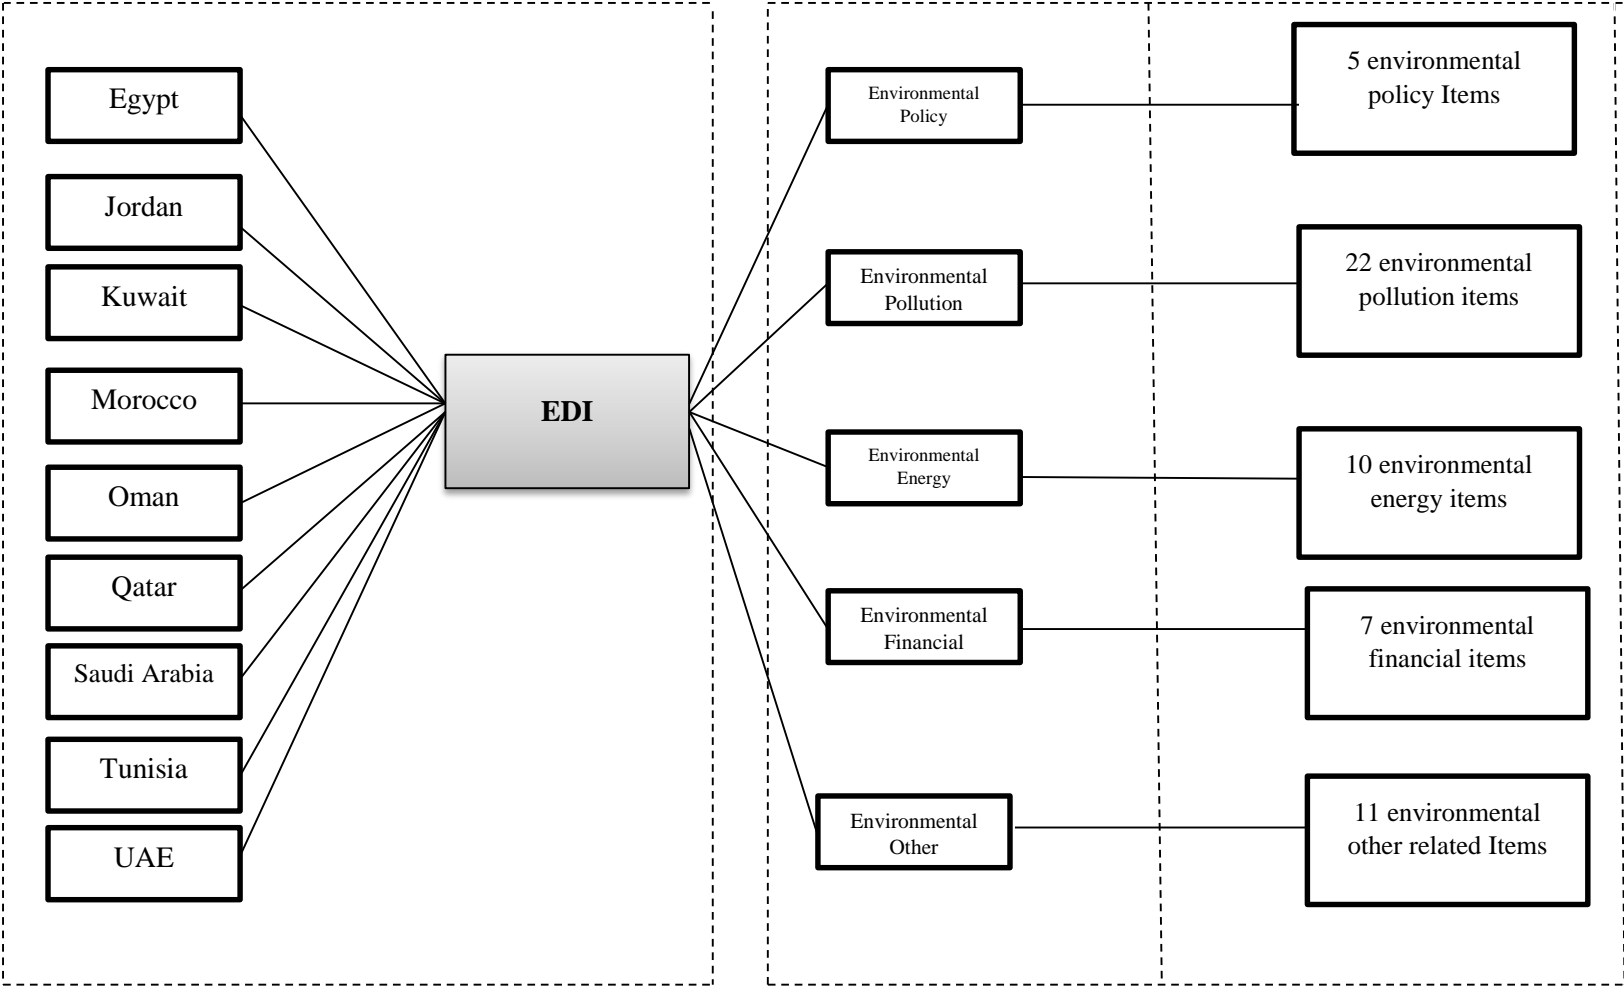 Egypt
Jordan
Kuwait
Morocco
Oman
Qatar
Saudi Arabia
Tunisia
UAE
EDI
Environmental
Policy
Environmental
Pollution
Environmental
Energy
Environmental
Financial
Environmental
Other
5 environmental
policy Items
22 environmental
pollution items
10 environmental
energy items
7 environmental
financial items
11 environmental
other related Items